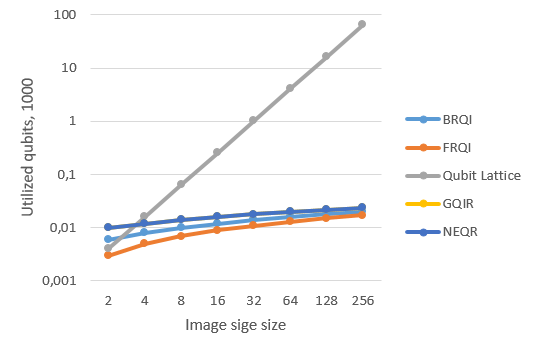 100
10
1
0,1
0,01
0,001
Utilized qubits, 1000
2 4 8 16 32 64 128 256
Image sige size
BRQI
FRQI
Qubit Lattice
GQIR
NEQR